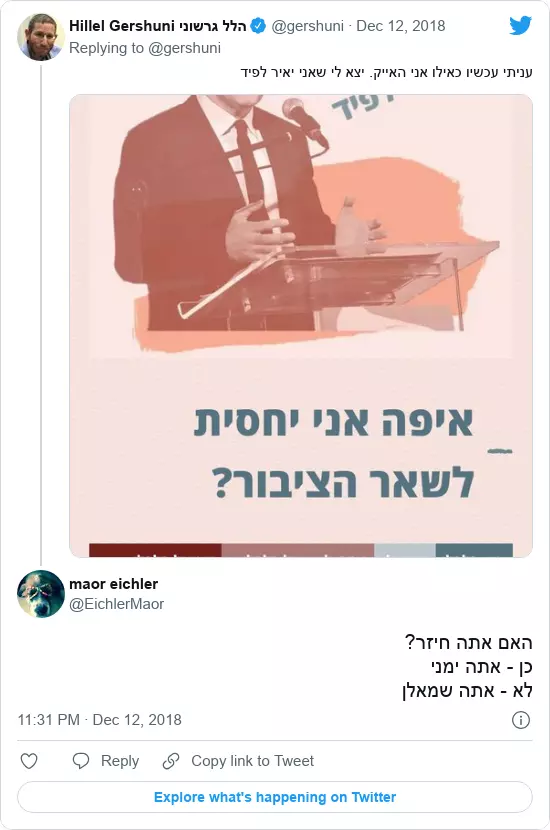 Hillel Gershuni הלל גרשוני @gershuni · Dec 12, 2018
Replying to @gershuni
עניתי עכשיו כאילו אני האייק. יצא לי שאני יאיר לפיד
לפיד
איפה אני יחסית
לשאר הציבור?
maor eichler
@EichlerMaor
האם אתה חיזר?
כן - אתה ימני
לא - אתה שמאלן
11:31 PM · Dec 12, 2018
Reply
Copy link to Tweet
Explore what's happening on Twitter